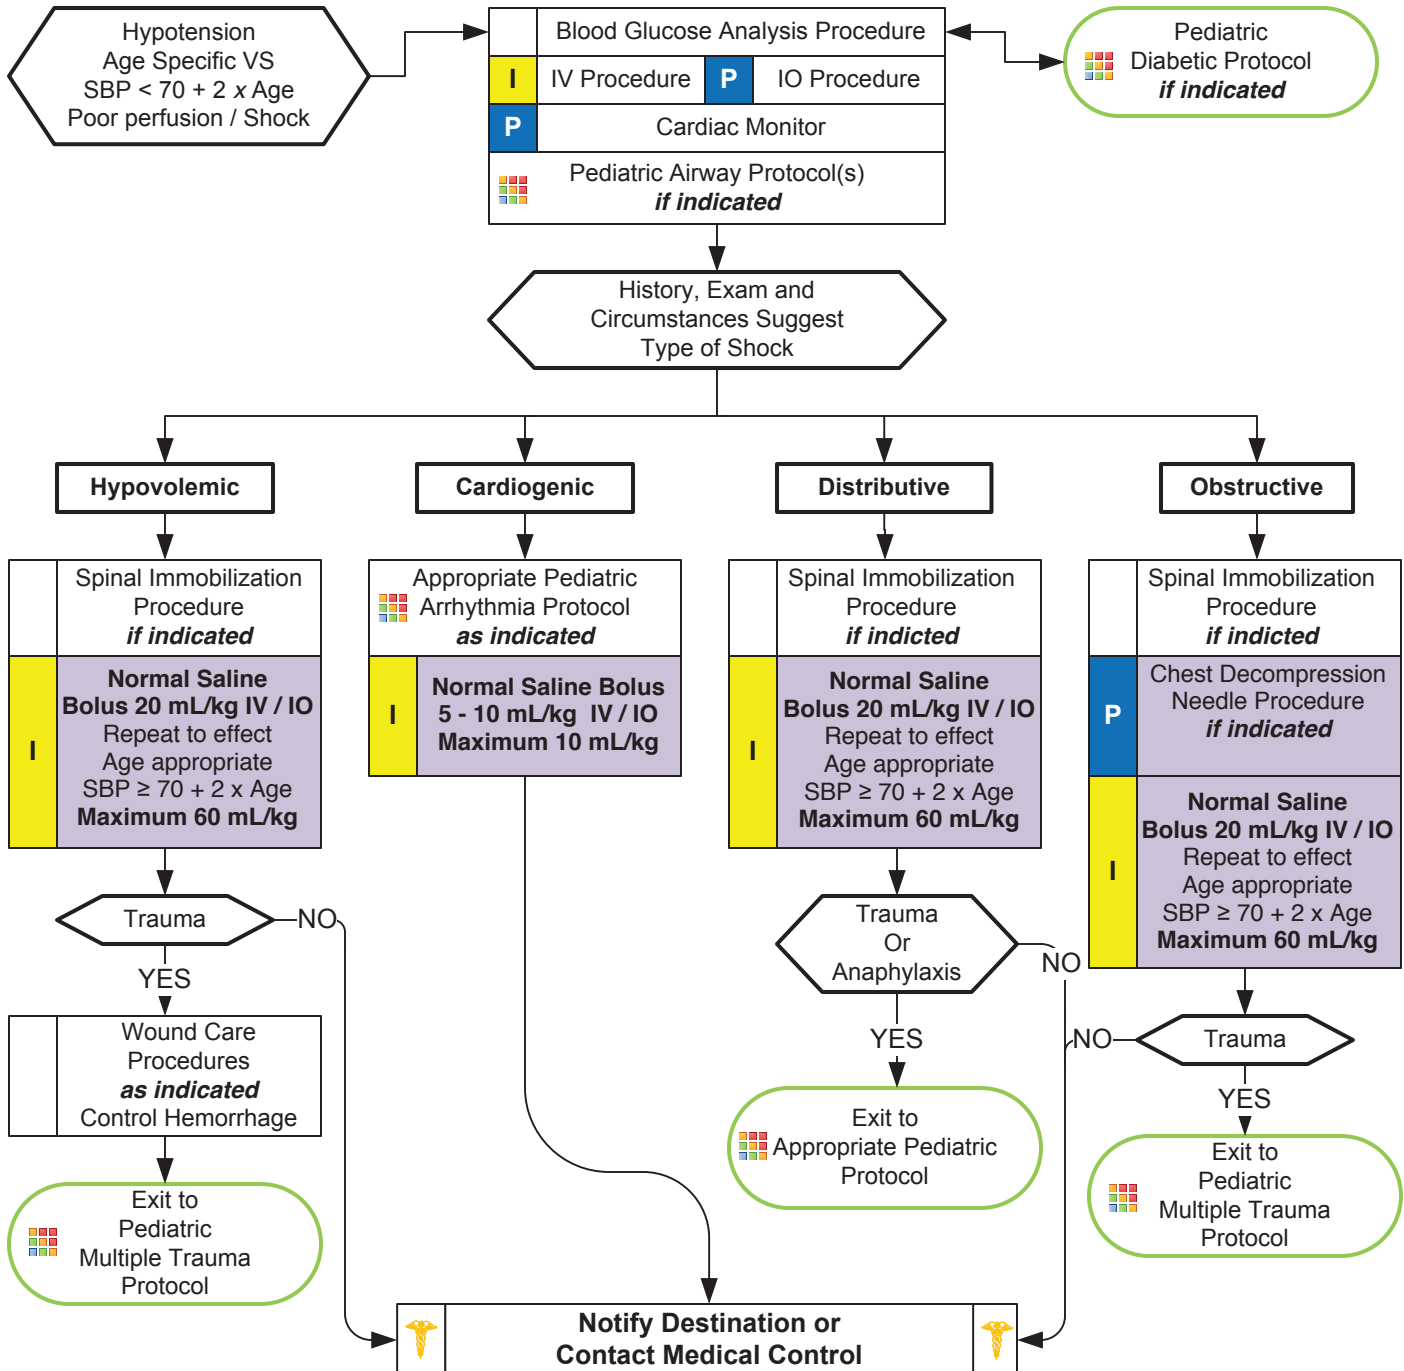 Hypotension
Age Specific VS
SBP < 70 + 2 x Age
Poor perfusion / Shock
Blood Glucose Analysis Procedure
I IV Procedure P IO Procedure
P Cardiac Monitor
Pediatric Airway Protocol(s)
if indicated
Pediatric
Diabetic Protocol
if indicated
History, Exam and
Circumstances Suggest
Type of Shock
Hypovolemic
Cardiogenic
Distributive
Obstructive
Spinal Immobilization
Procedure
if indicated
I
Normal Saline
Bolus 20 mL/kg IV / IO
Repeat to effect
Age appropriate
SBP ≥ 70 + 2 x Age
Maximum 60 mL/kg
Trauma
NO
YES
Wound Care
Procedures
as indicated
Control Hemorrhage
Exit to
Pediatric
Multiple Trauma
Protocol
Appropriate Pediatric
Arrhythmia Protocol
as indicated
I
Normal Saline Bolus
5 - 10 mL/kg IV / IO
Maximum 10 mL/kg
Spinal Immobilization
Procedure
if indicted
Normal Saline
Bolus 20 mL/kg IV / IO
Repeat to effect
Age appropriate
SBP ≥ 70 + 2 x Age
Maximum 60 mL/kg
I
Trauma
Or
Anaphylaxis
NO
YES
Exit to
Appropriate Pediatric
Protocol
Spinal Immobilization
Procedure
if indicted
P
Chest Decompression
Needle Procedure
if indicated
I
Normal Saline
Bolus 20 mL/kg IV / IO
Repeat to effect
Age appropriate
SBP ≥ 70 + 2 x Age
Maximum 60 mL/kg
NO
Trauma
YES
Exit to
Pediatric
Multiple Trauma
Protocol
Notify Destination or
Contact Medical Control